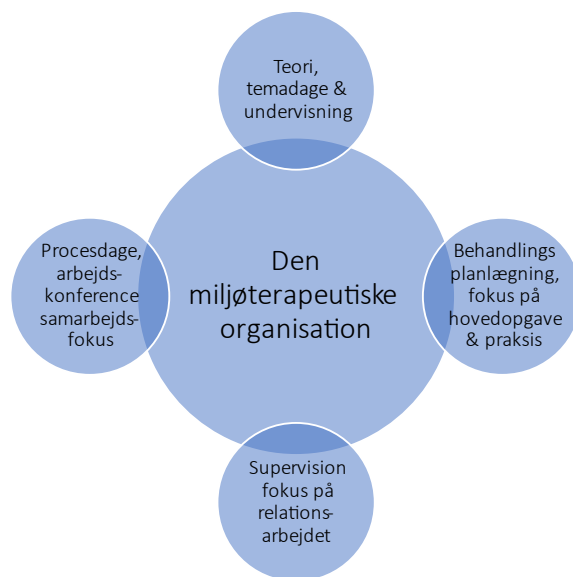 Teori,
temadage &
undervisning
Procesdage,
arbejds-
konference
samarbejds-
fokus
Den
miljøterapeutiske
organisation
Behandlings
planlægning,
fokus på
hovedopgave
& praksis
Supervision
fokus på
relations-
arbejdet